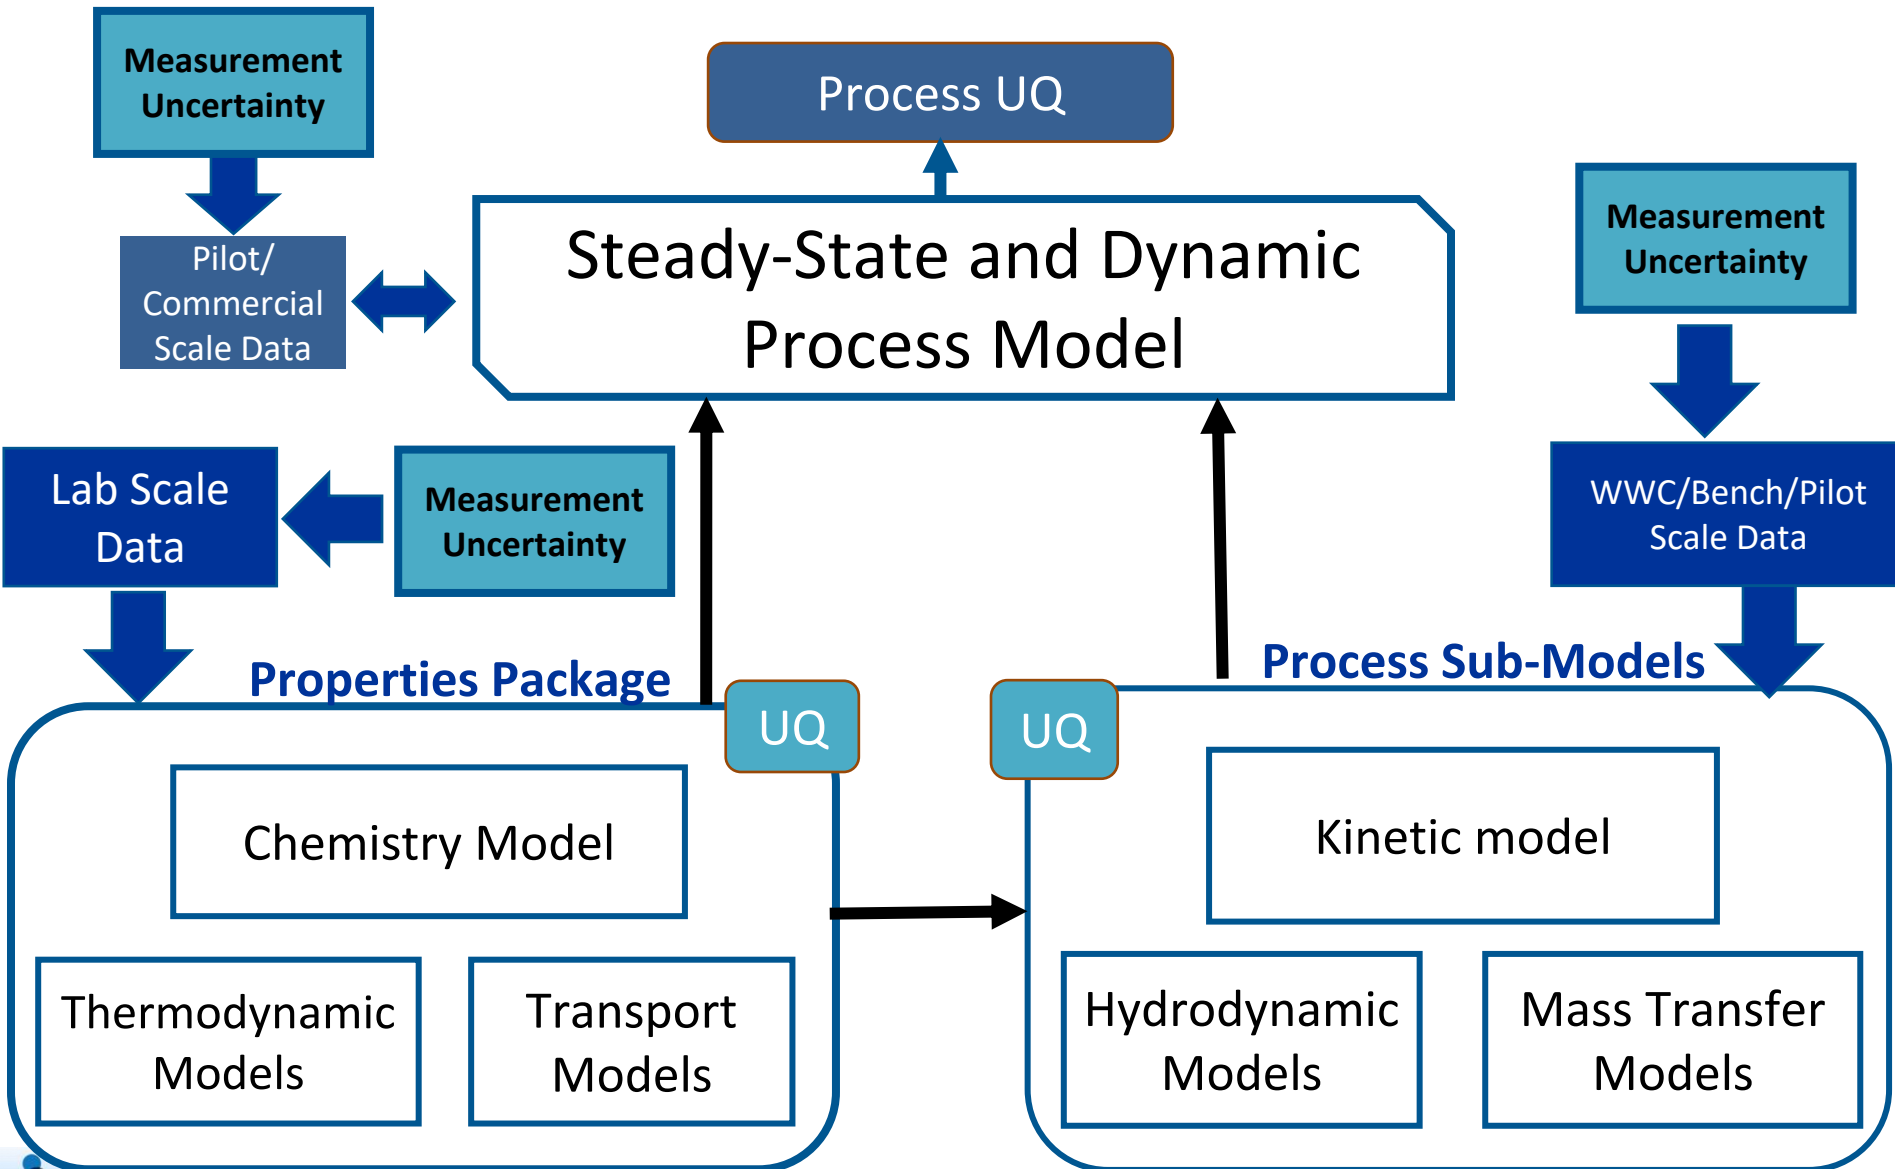 Measurement
Uncertainty
Process UQ
Steady-State and Dynamic
Process Model
Measurement
Uncertainty
Pilot/
Commercial
Scale Data
Lab Scale
Data
Measurement
Uncertainty
WWC/Bench/Pilot
Scale Data
Properties Package
UQ
Chemistry Model
Thermodynamic
Models
Transport
Models
Process Sub-Models
UQ
Kinetic model
Hydrodynamic
Models
Mass Transfer
Models